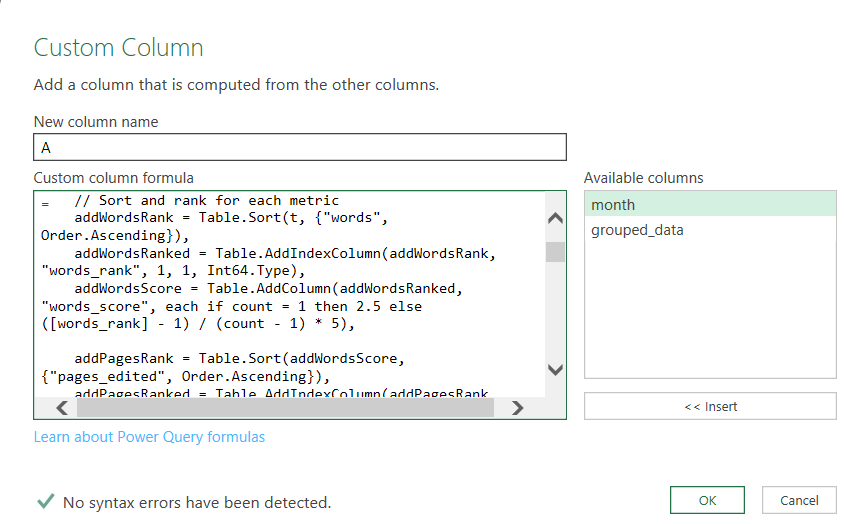 Custom Column
Add a column that is computed from the other columns.
New column name
A
Custom column formula
= // Sort and rank for each metric
addWordsRank = Table.Sort(t, {"words",
Order.Ascending}),
addWordsRanked = Table.AddIndexColumn(addWordsRank,
"words_rank", 1, 1, Int64.Type),
addWordsScore = Table.AddColumn(addWordsRanked,
"words_score", each if count = 1 then 2.5 else
([words_rank] - 1) / (count - 1) * 5),
addPagesRank = Table.Sort(addWordsScore,
{"pages_edited", Order.Ascending}),
addPagesRanked = Table.AddIndexColumn(addPagesRank
Available columns
month
grouped_data
<< Insert
Learn about Power Query formulas
No syntax errors have been detected.
OK
Cancel